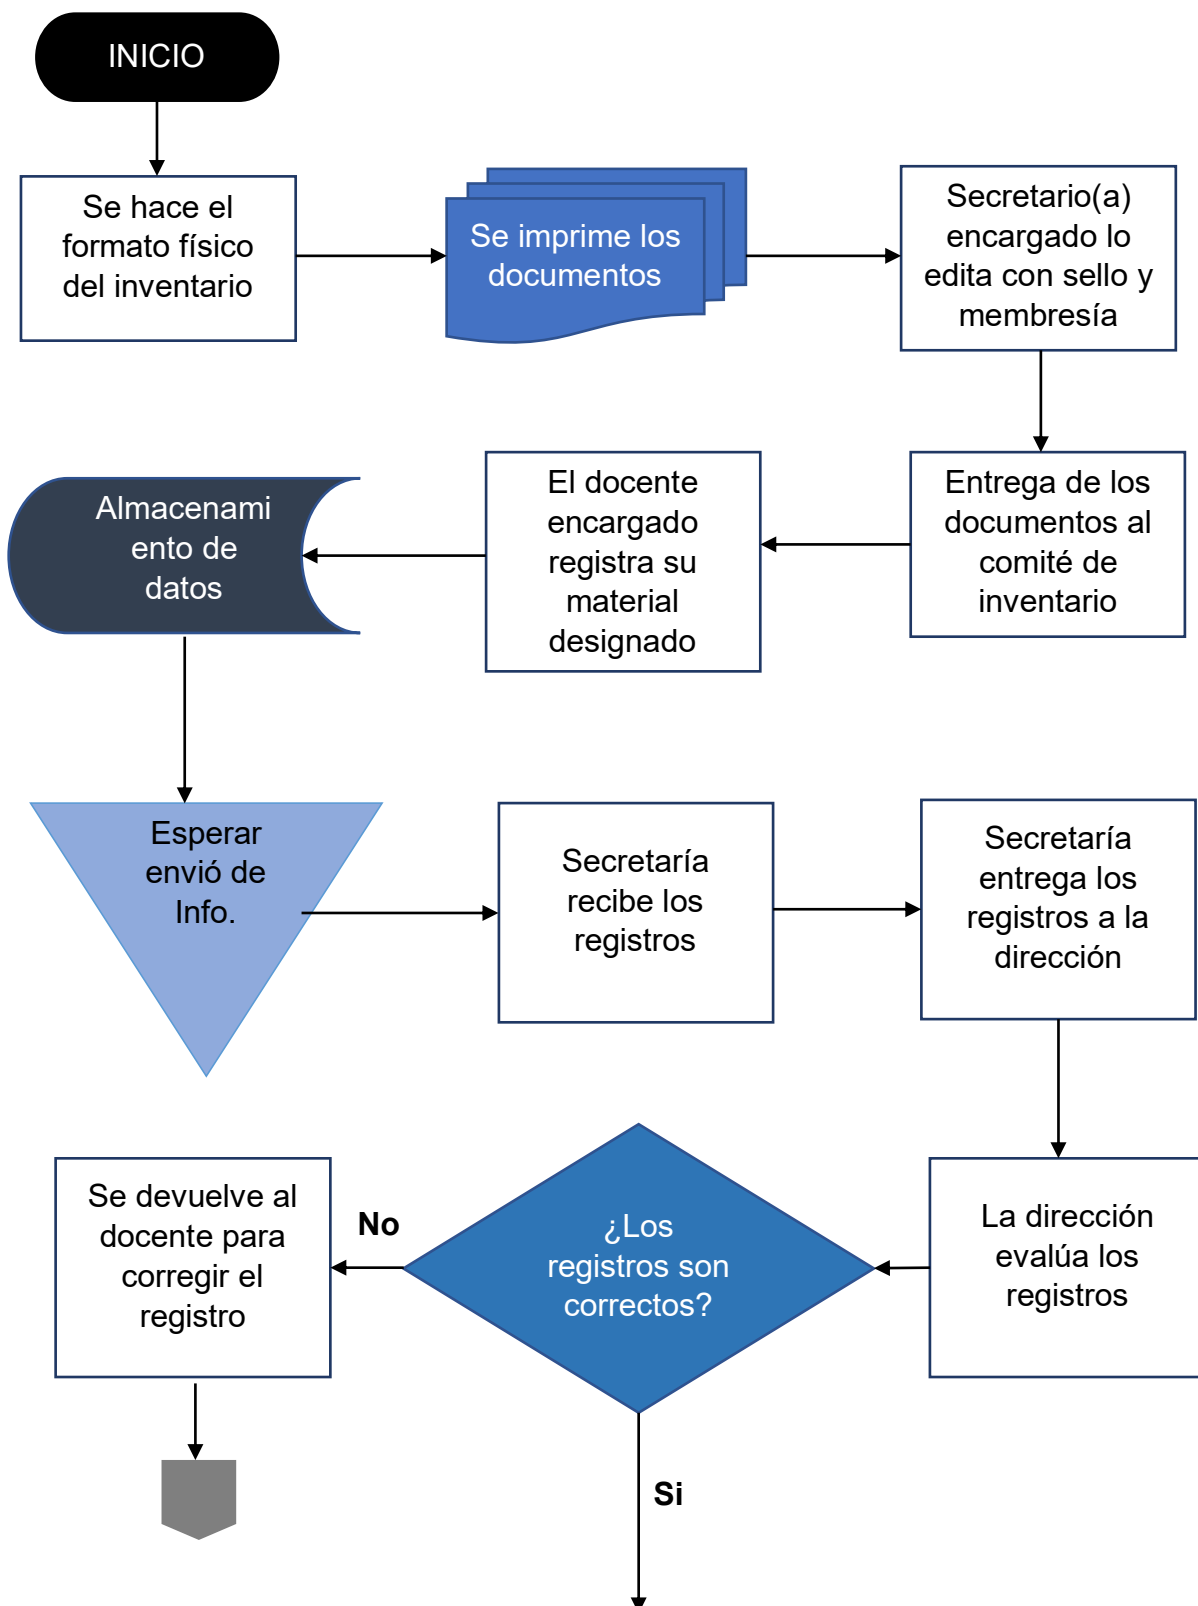 INICIO
Se hace el
formato físico
del inventario
Se imprime los
documentos
Secretario(a)
encargado lo
edita con sello y
membresía
Entrega de los
documentos al
comité de
inventario
El docente
encargado
registra su
material
designado
Almacenami
ento de
datos
Esperar
envió de
Info.
Secretaría
recibe los
registros
Secretaría
entrega los
registros a la
dirección
La dirección
evalúa los
registros
¿Los
registros son
correctos?
No
Se devuelve al
docente para
corregir el
registro
Si